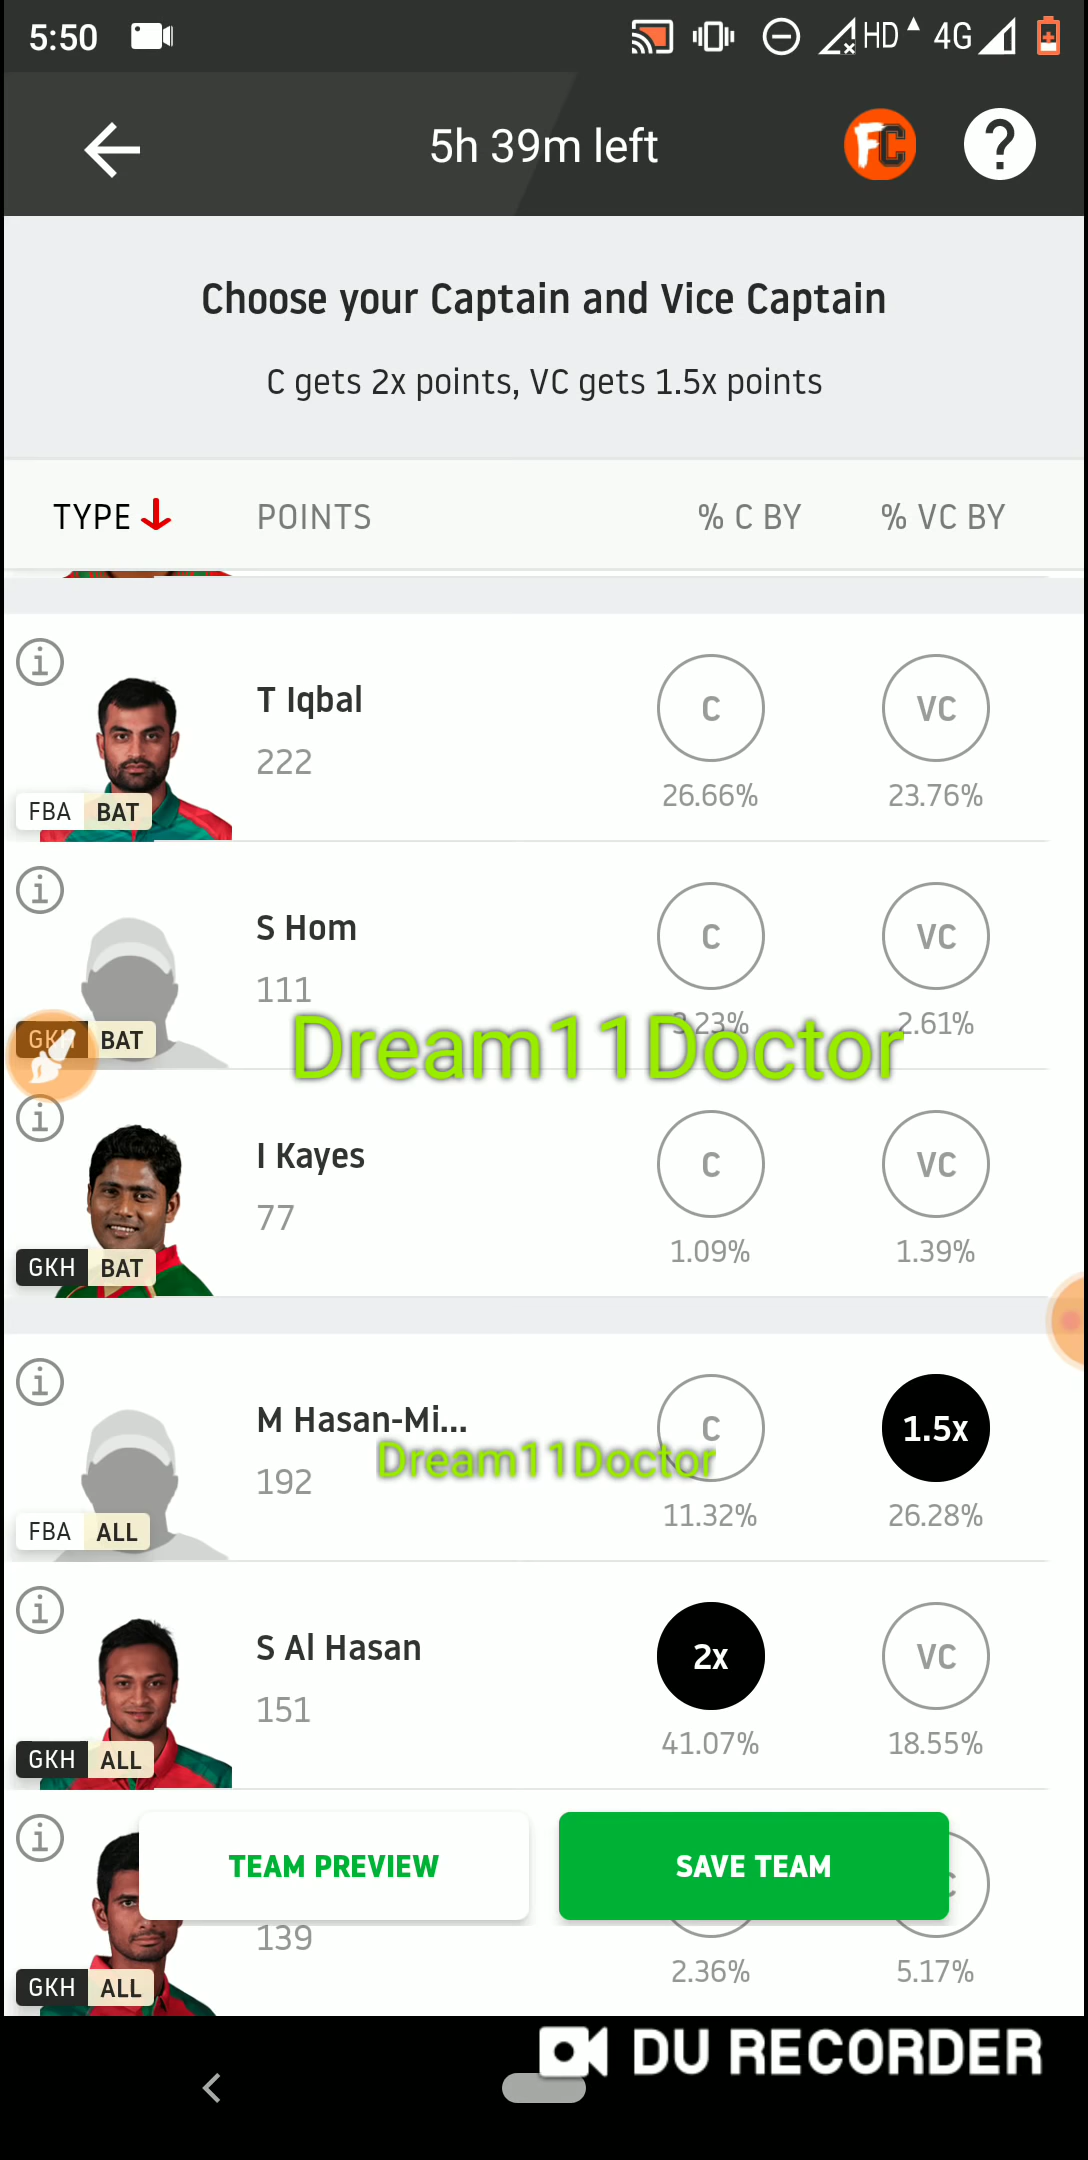 5:50 HD 4G
5h 39m left FC ?
Choose your Captain and Vice Captain
C gets 2x points, VC gets 1.5x points
TYPE POINTS % C BY % VC BY
T Iqbal C VC
222 26.66% 23.76%
FBA BAT
S Hom C VC
111 3.23% 2.61%
GKH BAT
Dream11Doctor
I Kayes C VC
77 1.09% 1.39%
GKH BAT
M Hasan-Mi... C 1.5x
Dream11Doctor
192 11.32% 26.28%
FBA ALL
S Al Hasan 2x VC
151 41.07% 18.55%
GKH ALL
TEAM PREVIEW SAVE TEAM
139 2.36% 5.17%
GKH ALL
DU RECORDER